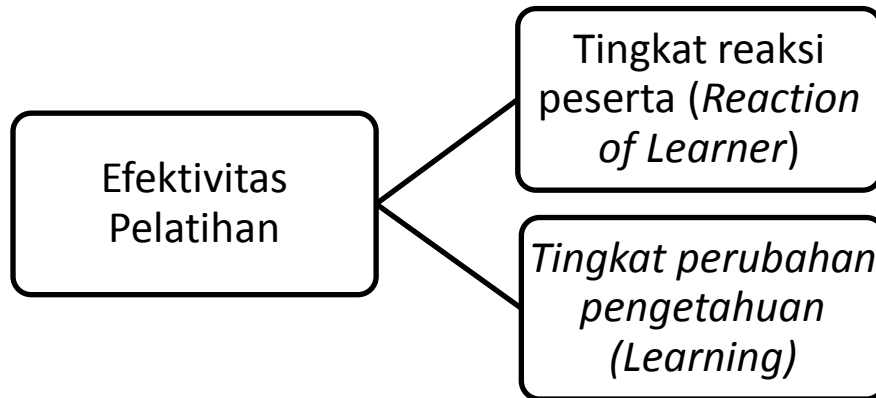 Efektivitas
Pelatihan
Tingkat reaksi
peserta (Reaction
of Learner)
Tingkat perubahan
pengetahuan
(Learning)